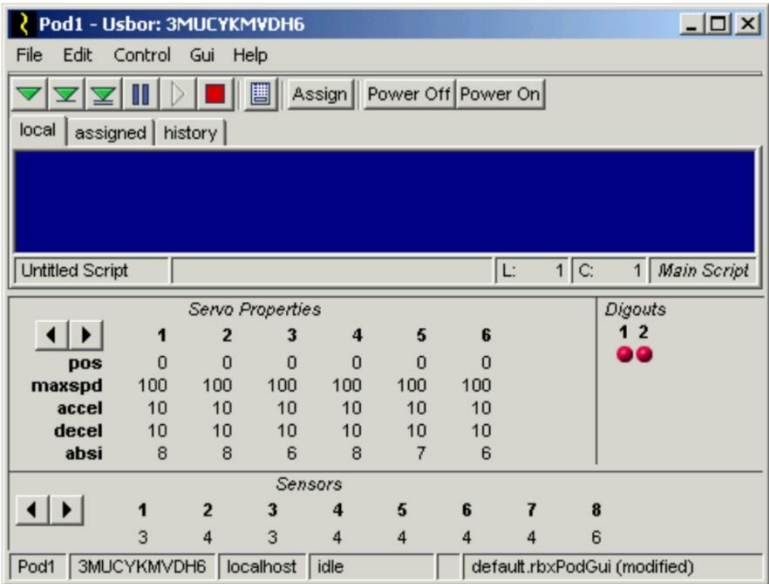 Pod1 - Usbor: 3MUCYKMVDH6
File Edit Control Gui Help
Assign Power Off Power On
local assigned history
Untitled Script L: 1 C: 1 Main Script
Servo Properties Digouts
1 2 3 4 5 6 1 2
pos 0 0 0 0 0 0
maxspd 100 100 100 100 100 100
accel 10 10 10 10 10 10
decel 10 10 10 10 10 10
absi 8 8 6 8 7 6
Sensors
1 2 3 4 5 6 7 8
3 4 3 4 4 4 4 6
Pod1 3MUCYKMVDH6 localhost idle default.rbxPodGui (modified)